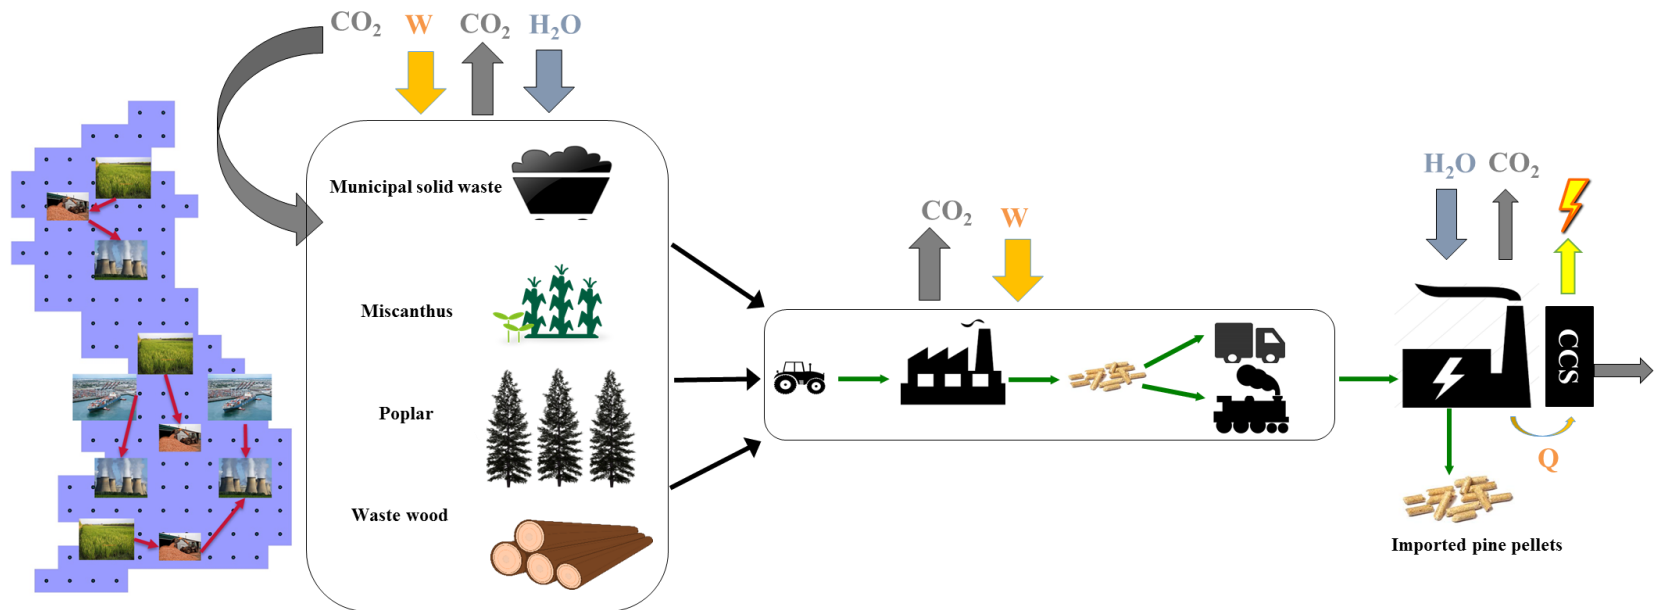 CO₂ W CO₂ H₂O
Municipal solid waste
Miscanthus
Poplar
Waste wood
CO₂ W
H₂O CO₂
CCS
Q
Imported pine pellets